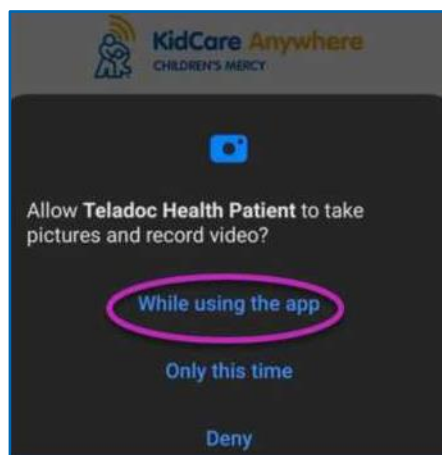 KidCare Anywhere
CHILDREN'S MERCY
Allow Teladoc Health Patient to take
pictures and record video?
While using the app
Only this time
Deny